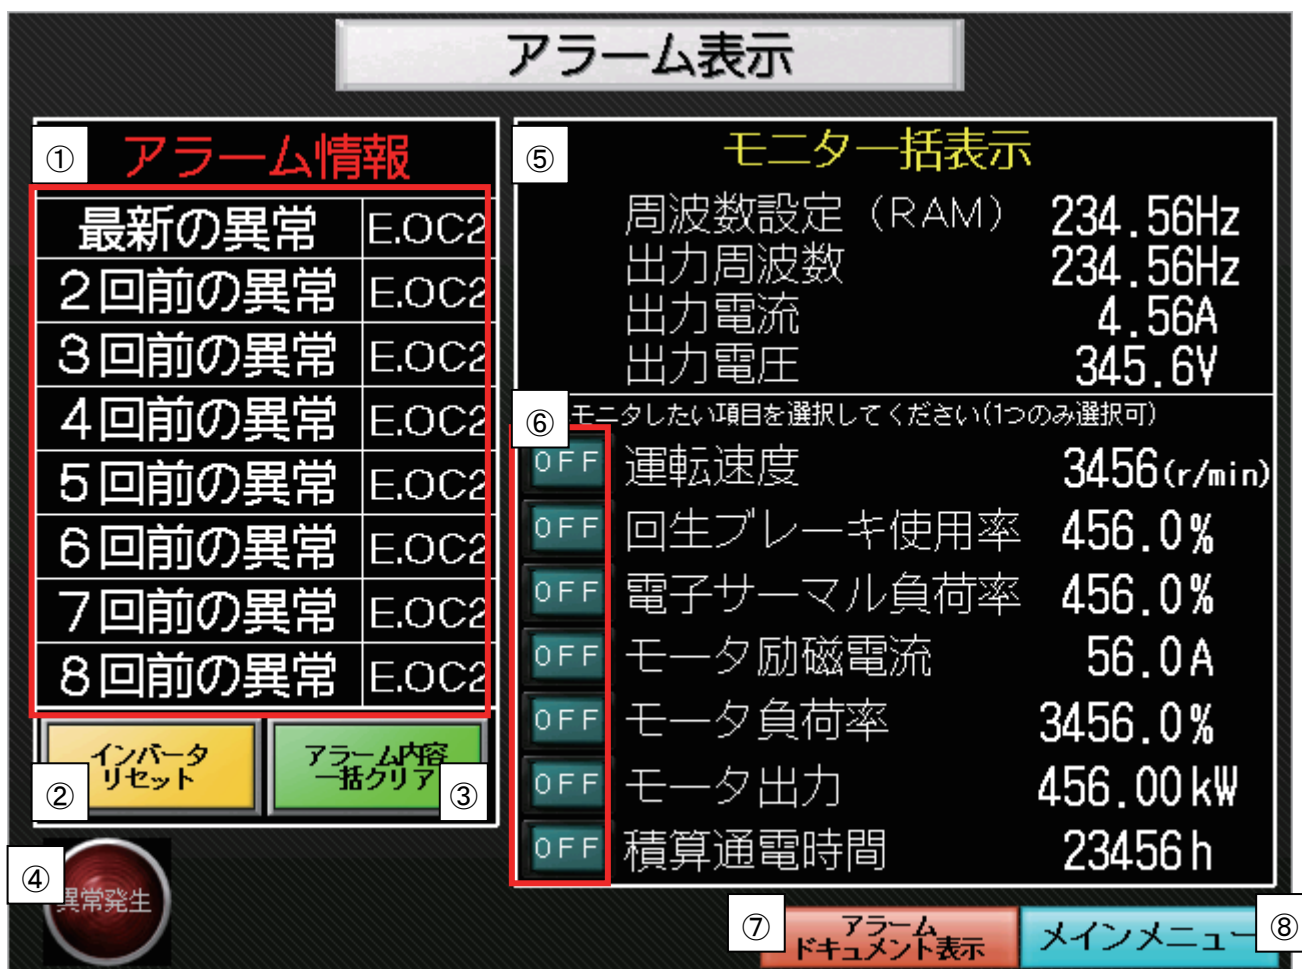 アラーム表示
① アラーム情報
最新の異常 E.OC2
2回前の異常 E.OC2
3回前の異常 E.OC2
4回前の異常 E.OC2
5回前の異常 E.OC2
6回前の異常 E.OC2
7回前の異常 E.OC2
8回前の異常 E.OC2
② インバータ
リセット
アラーム内容
一括クリア ③
④ 異常発生
⑤ モニター括表示
周波数設定（RAM） 234.56Hz
出力周波数 234.56Hz
出力電流 4.56A
出力電圧 345.6V
⑥ モニタしたい項目を選択してください(1つのみ選択可)
OFF 運転速度 3456(r/min)
OFF 回生ブレーキ使用率 456.0%
OFF 電子サーマル負荷率 456.0%
OFF モータ励磁電流 56.0A
OFF モータ負荷率 3456.0%
OFF モータ出力 456.00kW
OFF 積算通電時間 23456h
⑦ アラーム
ドキュメント表示
メインメニュー ⑧